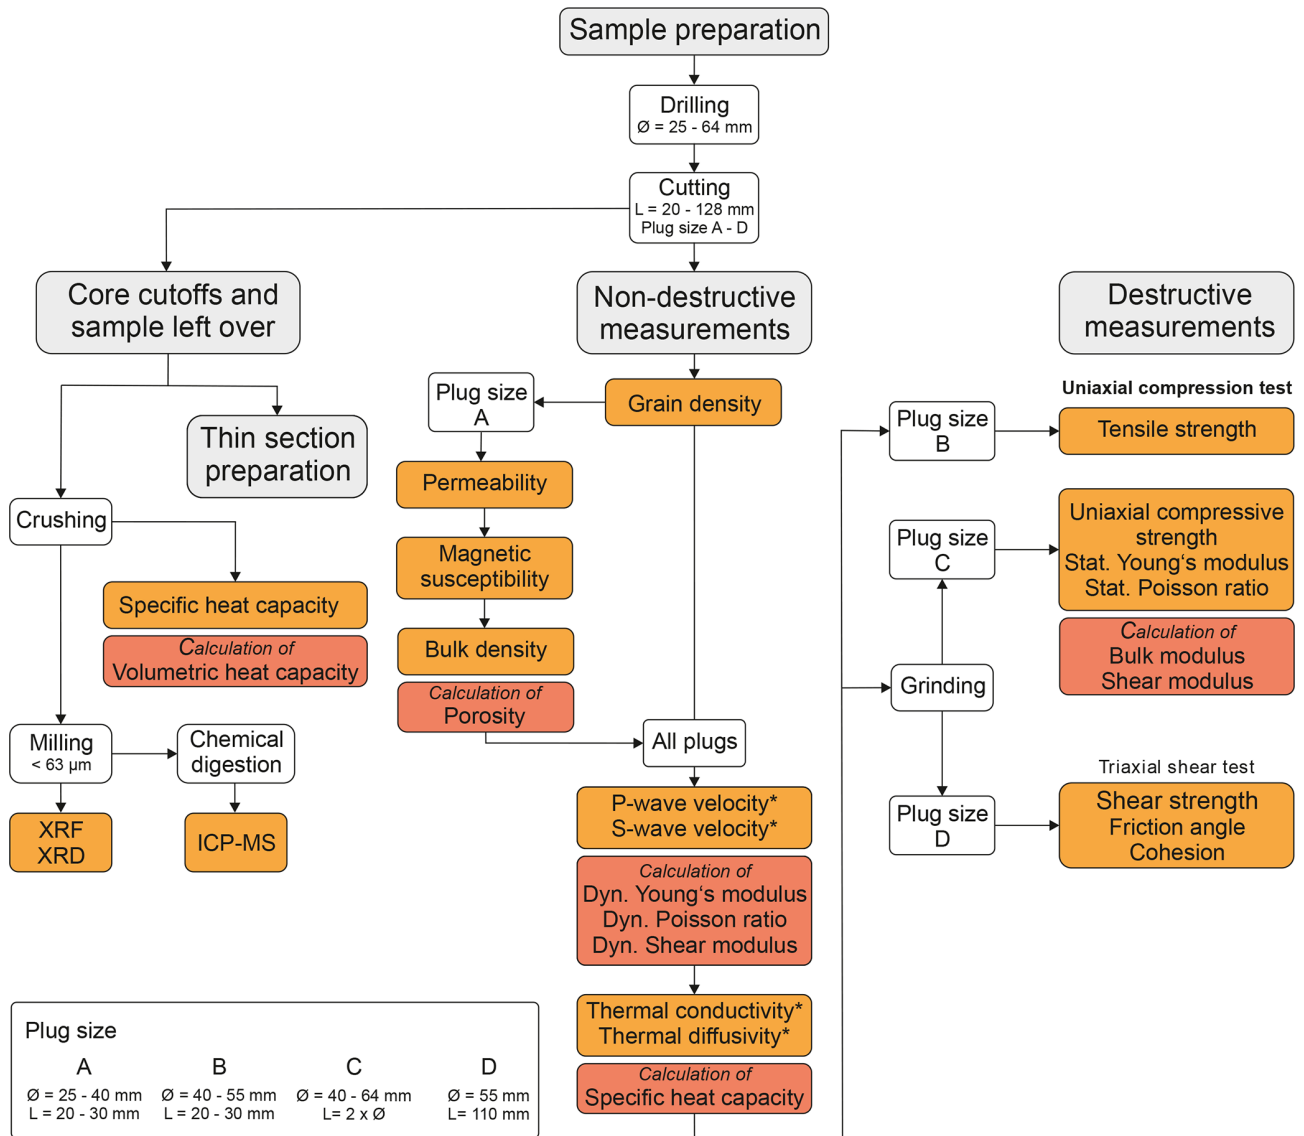 Sample preparation
Drilling
Ø = 25 - 64 mm
Cutting
L = 20 - 128 mm
Plug size A - D
Core cutoffs and
sample left over
Non-destructive
measurements
Destructive
measurements
Thin section
preparation
Crushing
Specific heat capacity
Calculation of
Volumetric heat capacity
Milling
< 63 µm
Chemical
digestion
XRF
XRD
ICP-MS
Grain density
Plug size
A
Permeability
Magnetic
susceptibility
Bulk density
Calculation of
Porosity
All plugs
P-wave velocity*
S-wave velocity*
Calculation of
Dyn. Young‘s modulus
Dyn. Poisson ratio
Dyn. Shear modulus
Thermal conductivity*
Thermal diffusivity*
Calculation of
Specific heat capacity
Uniaxial compression test
Plug size
B
Tensile strength
Plug size
C
Uniaxial compressive
strength
Stat. Young‘s modulus
Stat. Poisson ratio
Calculation of
Bulk modulus
Shear modulus
Grinding
Triaxial shear test
Plug size
D
Shear strength
Friction angle
Cohesion
Plug size
A
Ø = 25 - 40 mm
L = 20 - 30 mm
B
Ø = 40 - 55 mm
L = 20 - 30 mm
C
Ø = 40 - 64 mm
L= 2 x Ø
D
Ø = 55 mm
L= 110 mm